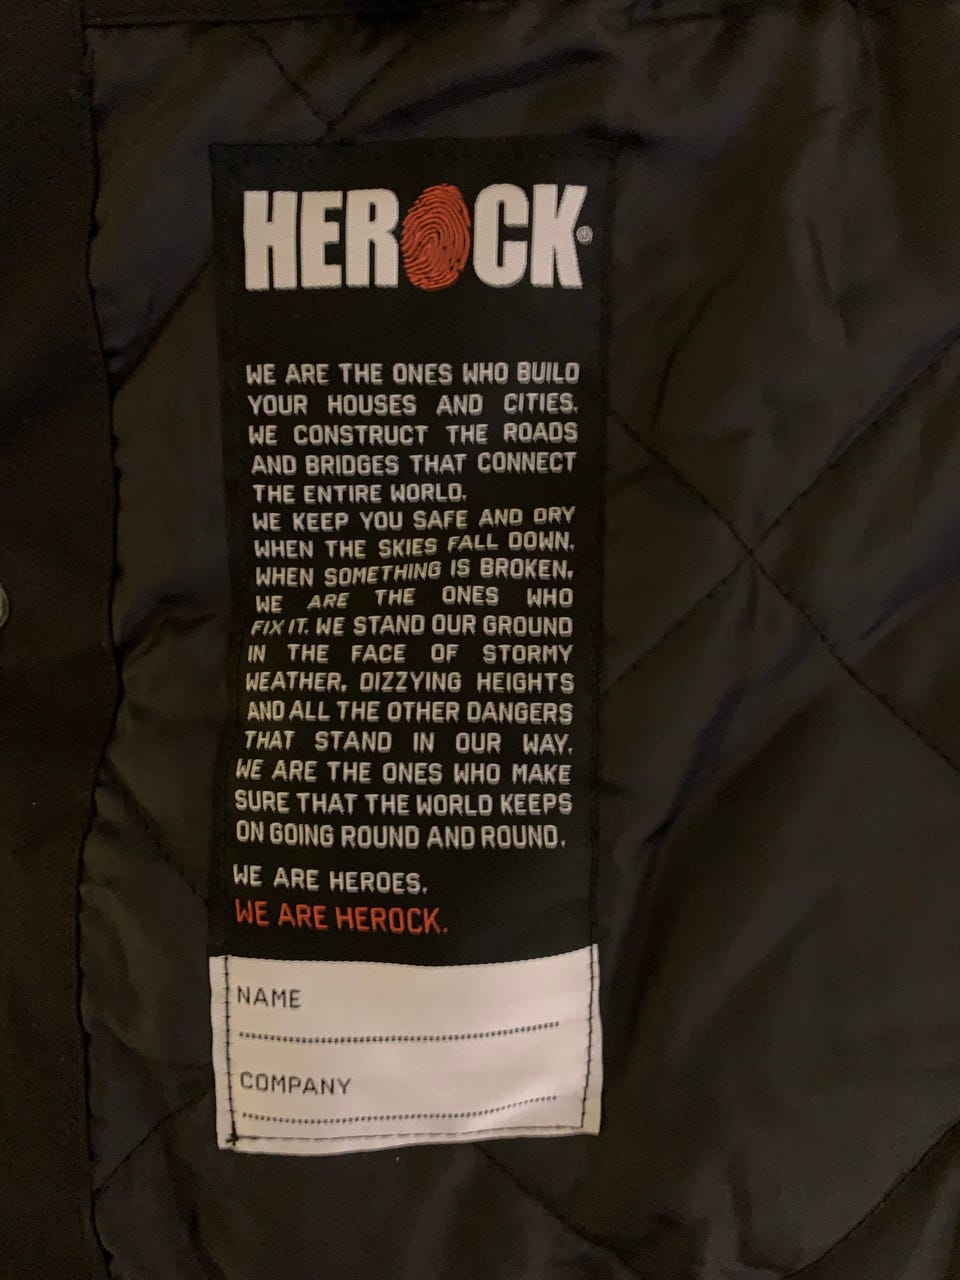 HEROCK®
WE ARE THE ONES WHO BUILD
YOUR HOUSES AND CITIES.
WE CONSTRUCT THE ROADS
AND BRIDGES THAT CONNECT
THE ENTIRE WORLD.
WE KEEP YOU SAFE AND DRY
WHEN THE SKIES FALL DOWN.
WHEN SOMETHING IS BROKEN,
WE ARE THE ONES WHO
FIX IT. WE STAND OUR GROUND
IN THE FACE OF STORMY
WEATHER, DIZZYING HEIGHTS
AND ALL THE OTHER DANGERS
THAT STAND IN OUR WAY.
WE ARE THE ONES WHO MAKE
SURE THAT THE WORLD KEEPS
ON GOING ROUND AND ROUND.
WE ARE HEROES.
WE ARE HEROCK.
NAME
COMPANY